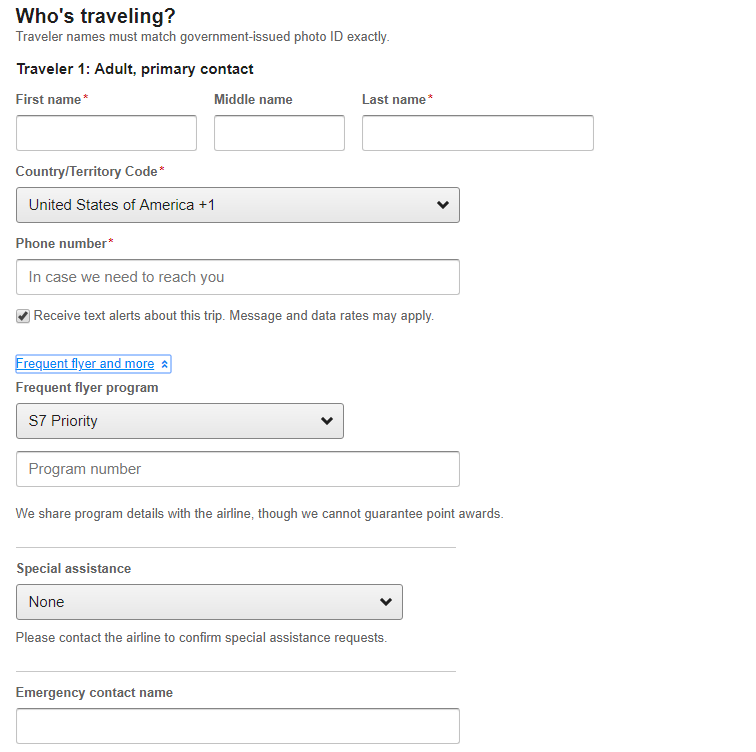 Who's traveling?
Traveler names must match government-issued photo ID exactly.
Traveler 1: Adult, primary contact
First name* Middle name Last name*
Country/Territory Code*
United States of America +1
Phone number*
In case we need to reach you
Receive text alerts about this trip. Message and data rates may apply.
Frequent flyer and more
Frequent flyer program
S7 Priority
Program number
We share program details with the airline, though we cannot guarantee point awards.
Special assistance
None
Please contact the airline to confirm special assistance requests.
Emergency contact name